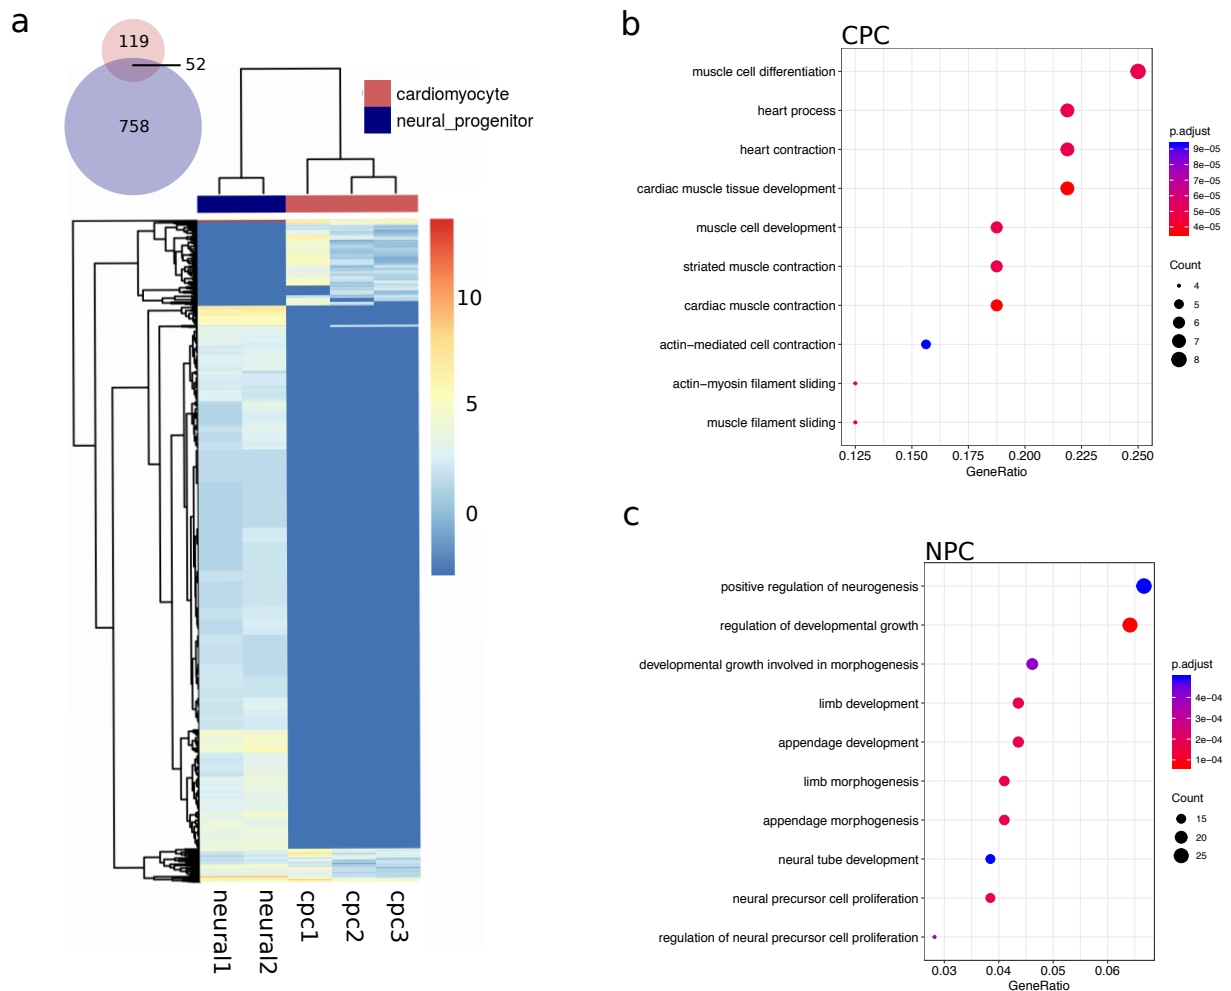 a
119
52
758
cardiomyocyte
neural_progenitor
10
5
0
neural1
neural2
cpc1
cpc2
cpc3
b
CPC
muscle cell differentiation
heart process
heart contraction
cardiac muscle tissue development
muscle cell development
striated muscle contraction
cardiac muscle contraction
actin−mediated cell contraction
actin−myosin filament sliding
muscle filament sliding
0.125 0.150 0.175 0.200 0.225 0.250
GeneRatio
p.adjust
9e−05
8e−05
7e−05
6e−05
5e−05
4e−05
Count
4
5
6
7
8
c
NPC
positive regulation of neurogenesis
regulation of developmental growth
developmental growth involved in morphogenesis
limb development
appendage development
limb morphogenesis
appendage morphogenesis
neural tube development
neural precursor cell proliferation
regulation of neural precursor cell proliferation
0.03 0.04 0.05 0.06
GeneRatio
p.adjust
4e−04
3e−04
2e−04
1e−04
Count
15
20
25